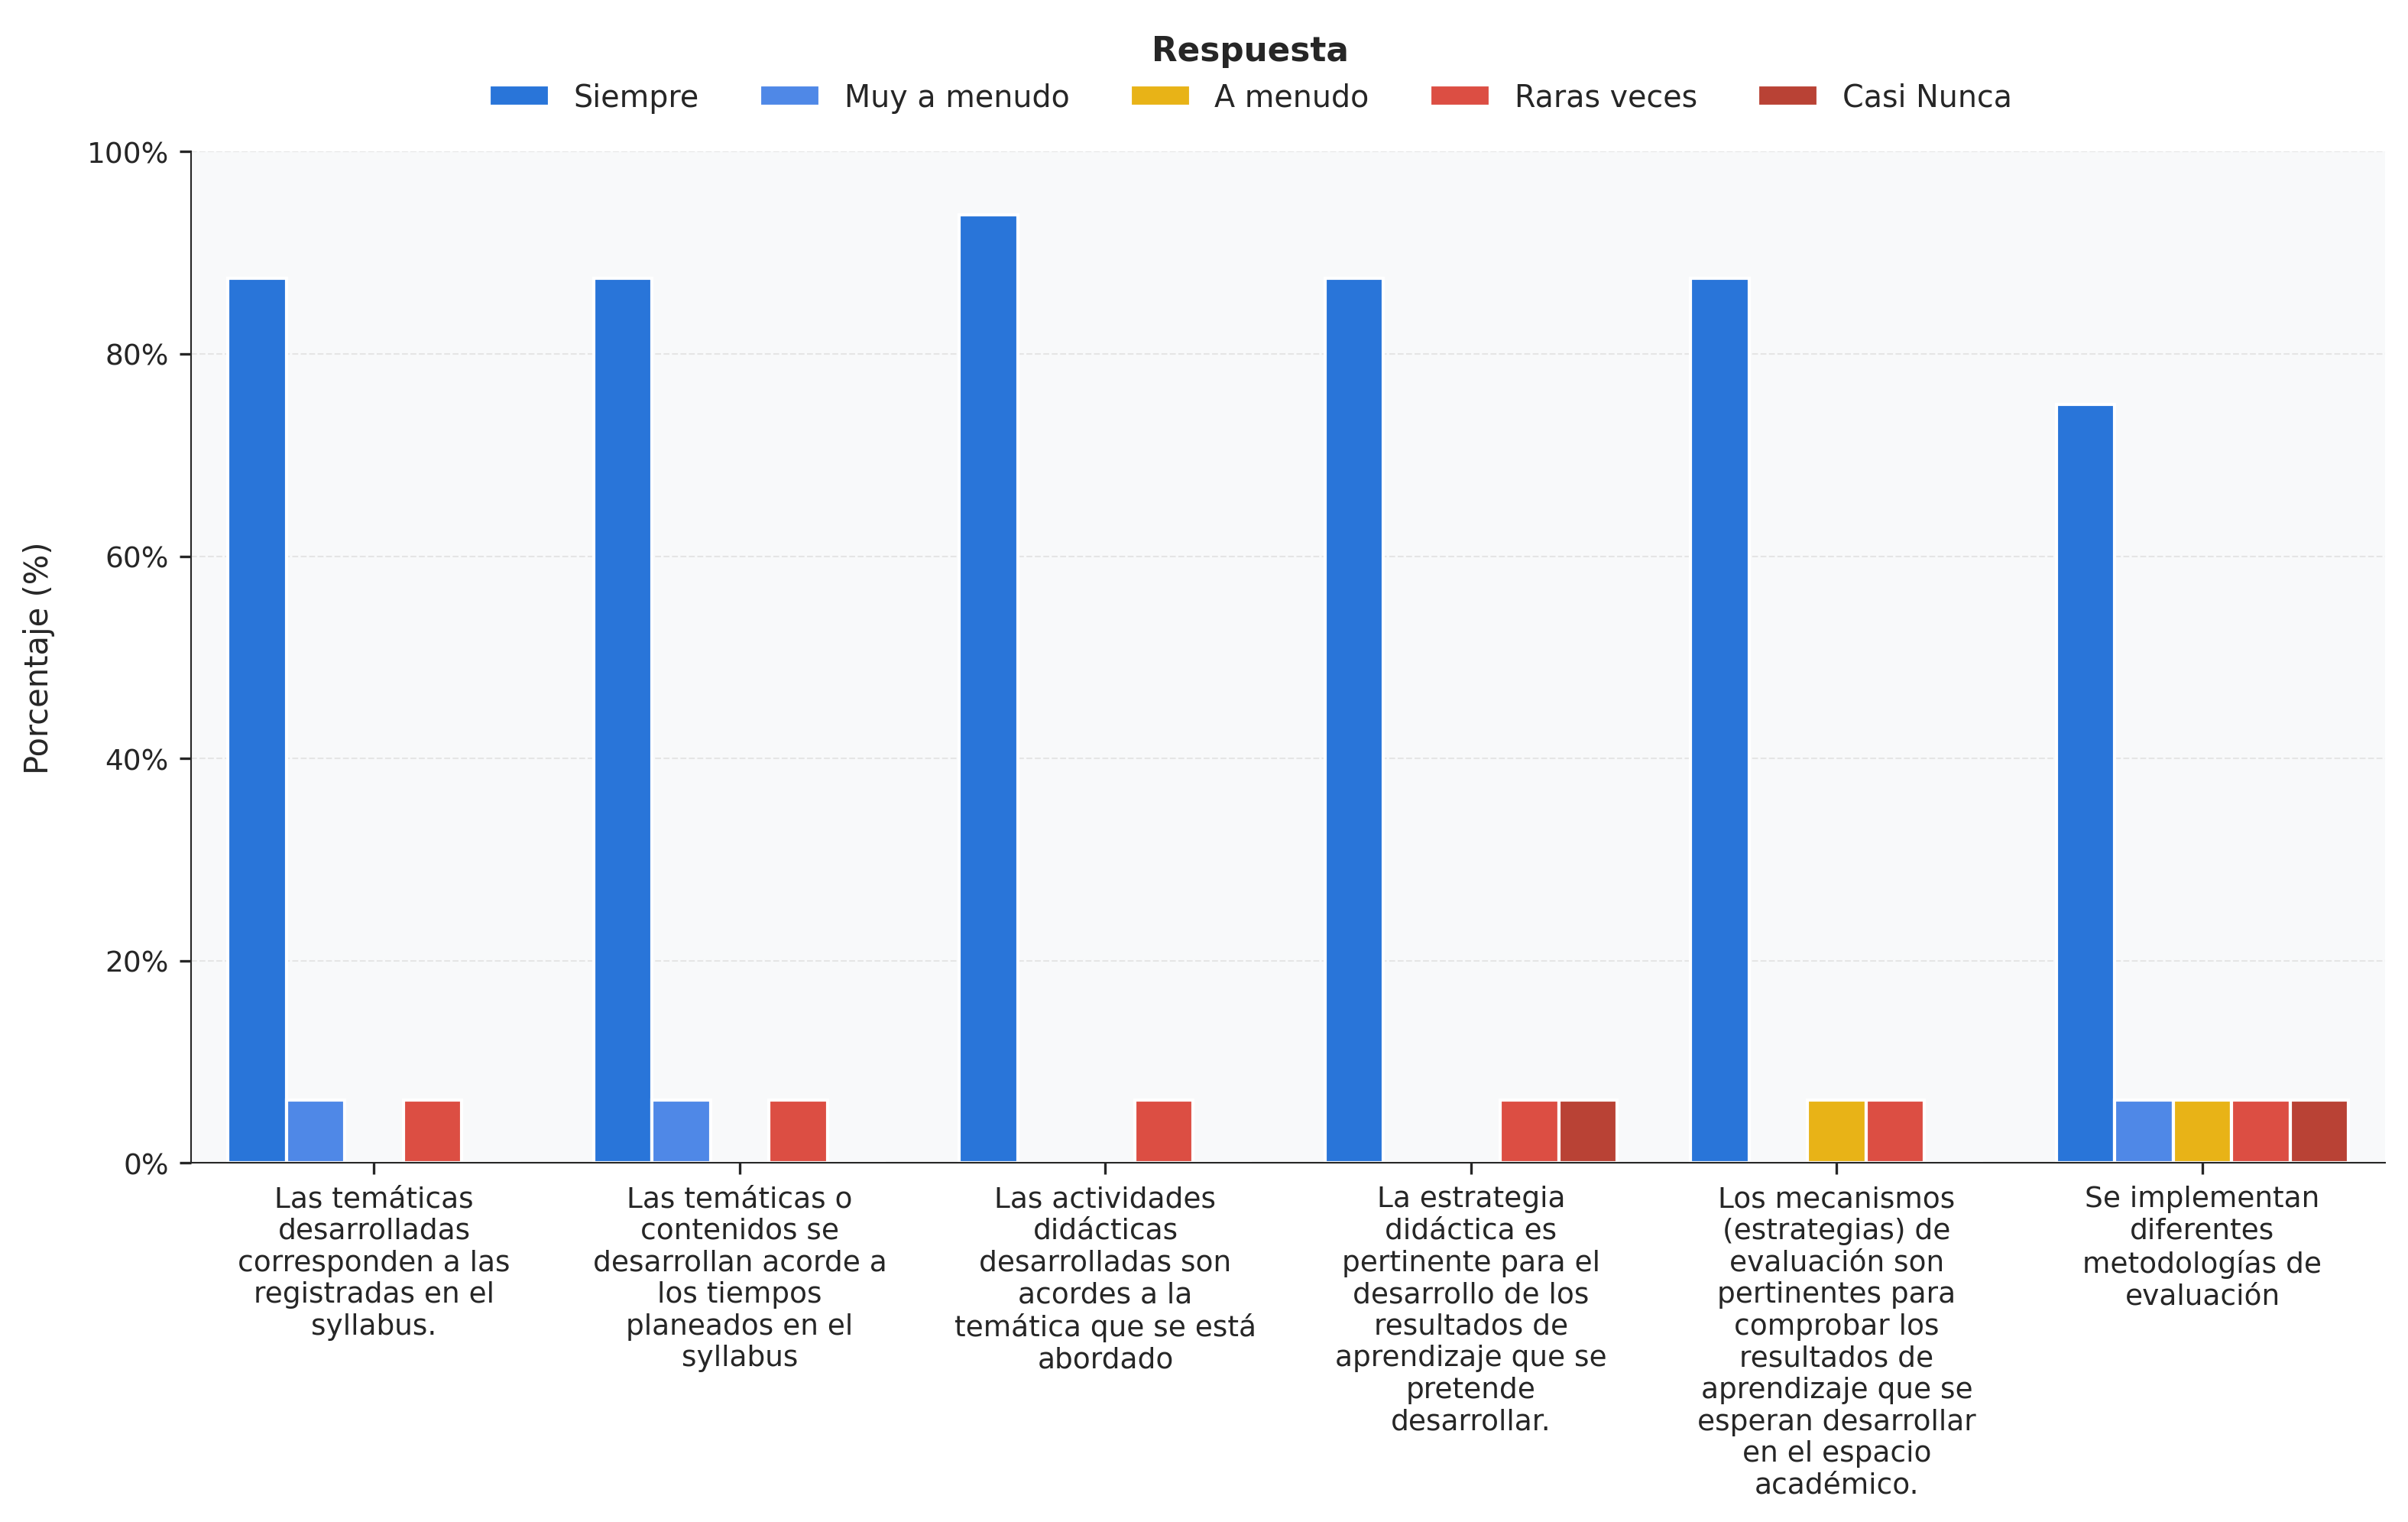 Respuesta
Siempre Muy a menudo A menudo Raras veces Casi Nunca
Porcentaje (%)
100%
80%
60%
40%
20%
0%
Las temáticas
desarrolladas
corresponden a las
registradas en el
syllabus.
Las temáticas o
contenidos se
desarrollan acorde a
los tiempos
planeados en el
syllabus
Las actividades
didácticas
desarrolladas son
acordes a la
temática que se está
abordado
La estrategia
didáctica es
pertinente para el
desarrollo de los
resultados de
aprendizaje que se
pretende
desarrollar.
Los mecanismos
(estrategias) de
evaluación son
pertinentes para
comprobar los
resultados de
aprendizaje que se
esperan desarrollar
en el espacio
académico.
Se implementan
diferentes
metodologías de
evaluación